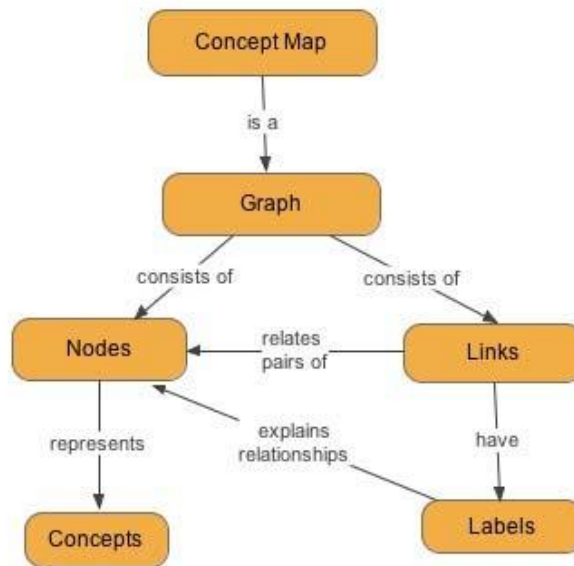 Concept Map
is a
Graph
consists of
consists of
Nodes
relates
pairs of
Links
represents
explains
relationships
have
Concepts
Labels